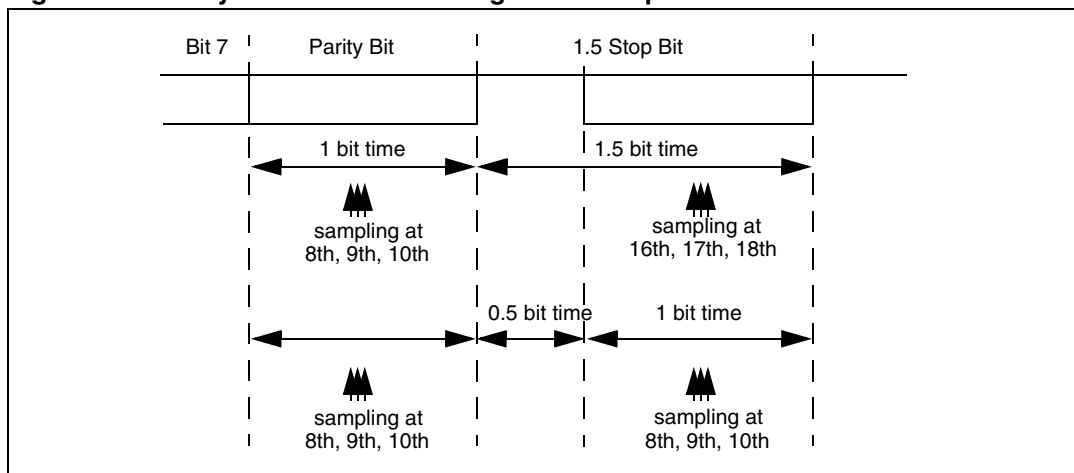 Bit 7 Parity Bit 1.5 Stop Bit
1 bit time 1.5 bit time
sampling at
8th, 9th, 10th
sampling at
16th, 17th, 18th
0.5 bit time 1 bit time
sampling at
8th, 9th, 10th
sampling at
8th, 9th, 10th